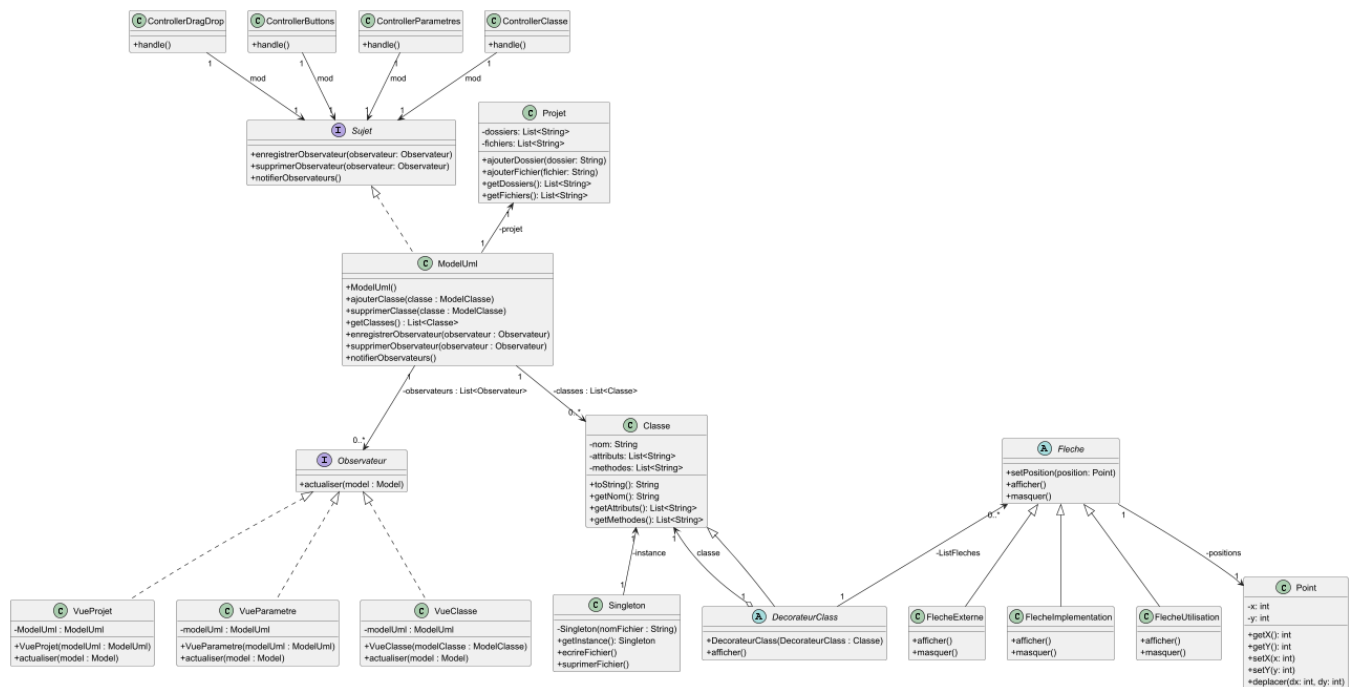 C ControllerDragDrop
+handle()
C ControllerButtons
+handle()
C ControllerParametres
+handle()
C ControllerClasse
+handle()
1
1
1
1
mod
mod
mod
mod
1
1
1
1
I Sujet
+enregistrerObservateur(observateur: Observateur)
+supprimerObservateur(observateur: Observateur)
+notifierObservateurs()
C Projet
-dossiers: List<String>
-fichiers: List<String>
+ajouterDossier(dossier: String)
+ajouterFichier(fichier: String)
+getDossiers(): List<String>
+getFichiers(): List<String>
1
-projet
1
C ModelUml
+ModelUml()
+ajouterClasse(classe : ModelClasse)
+supprimerClasse(classe : ModelClasse)
+getClasses() : List<Classe>
+enregistrerObservateur(observateur : Observateur)
+supprimerObservateur(observateur : Observateur)
+notifierObservateurs()
1
1
-observateurs : List<Observateur>
-classes : List<Classe>
0..*
0..*
I Observateur
+actualiser(model : Model)
C Classe
-nom: String
-attributs: List<String>
-methodes: List<String>
+toString(): String
+getNom(): String
+getAttributs(): List<String>
+getMethodes(): List<String>
A Fleche
+setPosition(position: Point)
+afficher()
+masquer()
1
1
0..*
1
-instance
classe
-ListFleches
-positions
1
1
1
1
C VueProjet
-ModelUml : ModelUml
+VueProjet(modelUml : ModelUml)
+actualiser(model : Model)
C VueParametre
-modelUml : ModelUml
+VueParametre(modelUml : ModelUml)
+actualiser(model : Model)
C VueClasse
-modelUml : ModelUml
+VueClasse(modelClasse : ModelClasse)
+actualiser(model : Model)
C Singleton
-Singleton(nomFichier : String)
+getInstance(): Singleton
+ecrireFichier()
+suprimerFichier()
A DecorateurClass
+DecorateurClass(DecorateurClass : Classe)
+afficher()
C FlecheExterne
+afficher()
+masquer()
C FlecheImplementation
+afficher()
+masquer()
C FlecheUtilisation
+afficher()
+masquer()
C Point
-x: int
-y: int
+getX(): int
+getY(): int
+setX(x: int)
+setY(y: int)
+deplacer(dx: int, dy: int)